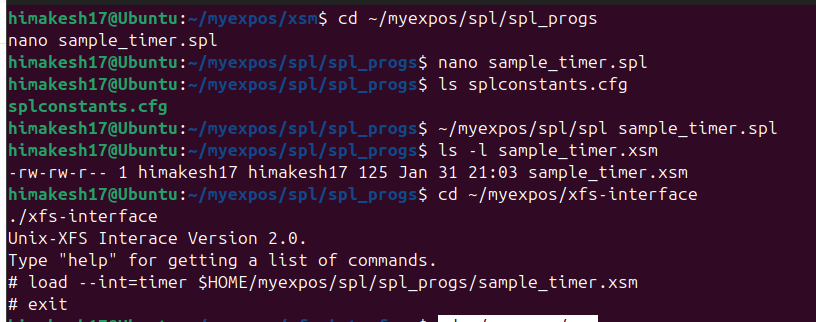 himakesh17@Ubuntu:~/myexpos/xsm$ cd ~/myexpos/spl/spl_progs
nano sample_timer.spl
himakesh17@Ubuntu:~/myexpos/spl/spl_progs$ nano sample_timer.spl
himakesh17@Ubuntu:~/myexpos/spl/spl_progs$ ls splconstants.cfg
splconstants.cfg
himakesh17@Ubuntu:~/myexpos/spl/spl_progs$ ~/myexpos/spl/spl sample_timer.spl
himakesh17@Ubuntu:~/myexpos/spl/spl_progs$ ls -l sample_timer.xsm
-rw-rw-r-- 1 himakesh17 himakesh17 125 Jan 31 21:03 sample_timer.xsm
himakesh17@Ubuntu:~/myexpos/spl/spl_progs$ cd ~/myexpos/xfs-interface
./xfs-interface
Unix-XFS Interace Version 2.0.
Type "help" for getting a list of commands.
# load --int=timer $HOME/myexpos/spl/spl_progs/sample_timer.xsm
# exit